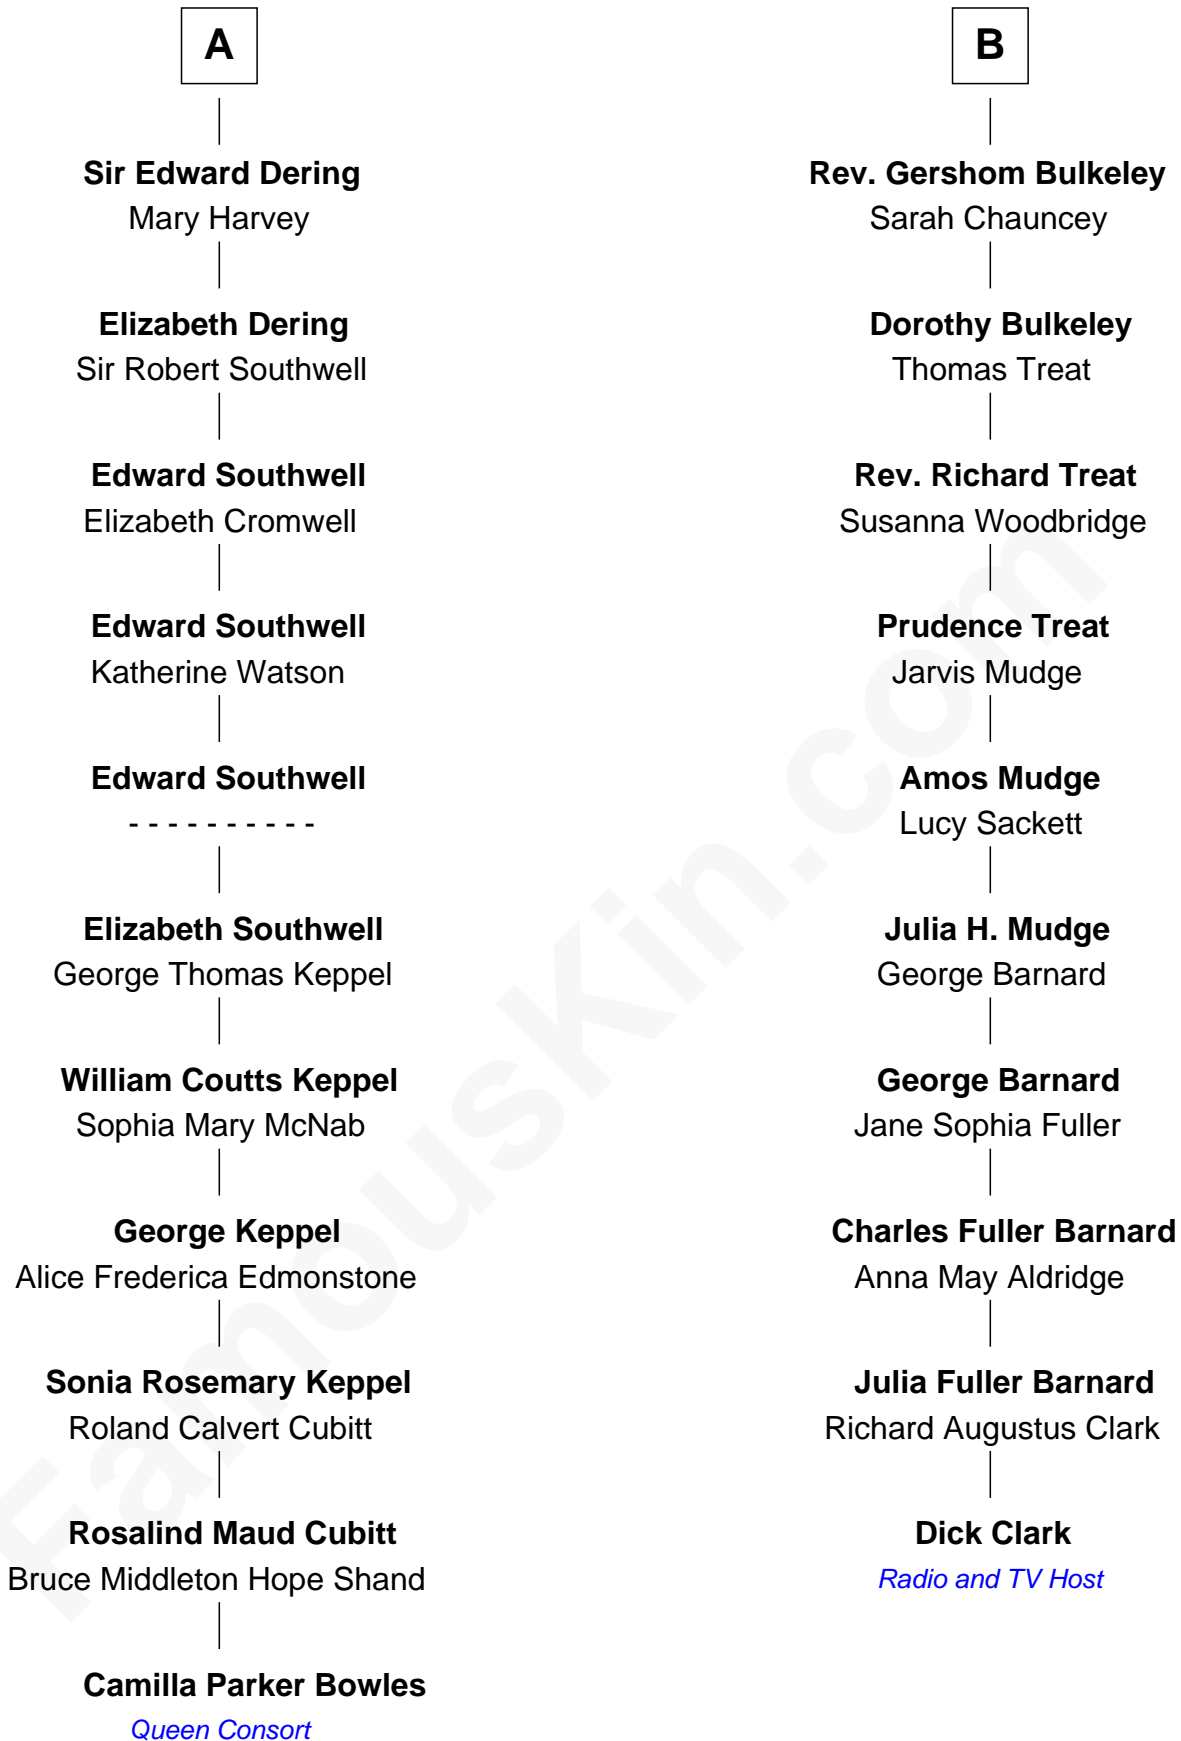 A
Sir Edward Dering
Mary Harvey
Elizabeth Dering
Sir Robert Southwell
Edward Southwell
Elizabeth Cromwell
Edward Southwell
Katherine Watson
Edward Southwell
- - - - - - - - - -
Elizabeth Southwell
George Thomas Keppel
William Coutts Keppel
Sophia Mary McNab
George Keppel
Alice Frederica Edmonstone
Sonia Rosemary Keppel
Roland Calvert Cubitt
Rosalind Maud Cubitt
Bruce Middleton Hope Shand
Camilla Parker Bowles
Queen Consort
B
Rev. Gershom Bulkeley
Sarah Chauncey
Dorothy Bulkeley
Thomas Treat
Rev. Richard Treat
Susanna Woodbridge
Prudence Treat
Jarvis Mudge
Amos Mudge
Lucy Sackett
Julia H. Mudge
George Barnard
George Barnard
Jane Sophia Fuller
Charles Fuller Barnard
Anna May Aldridge
Julia Fuller Barnard
Richard Augustus Clark
Dick Clark
Radio and TV Host
FamousKin.com